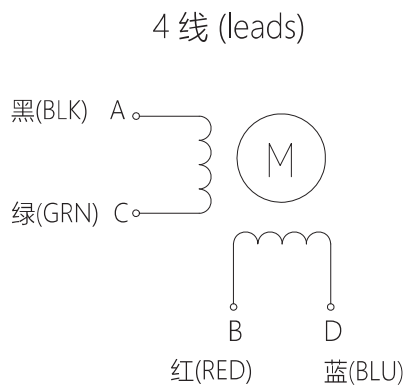 4 线 (leads)
黑(BLK) A
M
绿(GRN) C
B D
红(RED) 蓝(BLU)